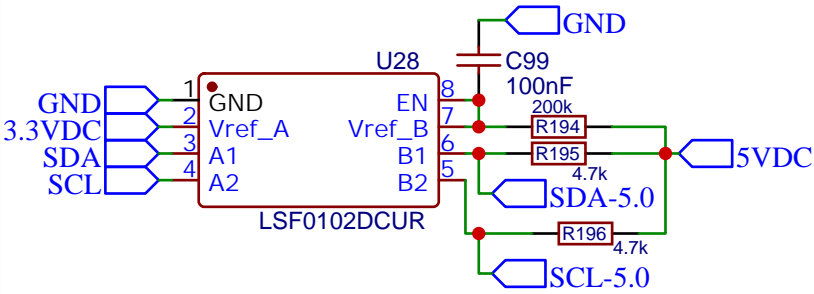 GND
U28
C99
100nF
1 GND EN 8
GND
200k
3.3VDC 2 Vref_A Vref_B 7 R194
SDA 3 A1 B1 6 R195 5VDC
4.7k
SCL 4 A2 B2 5
SDA-5.0
LSF0102DCUR
R196
4.7k
SCL-5.0